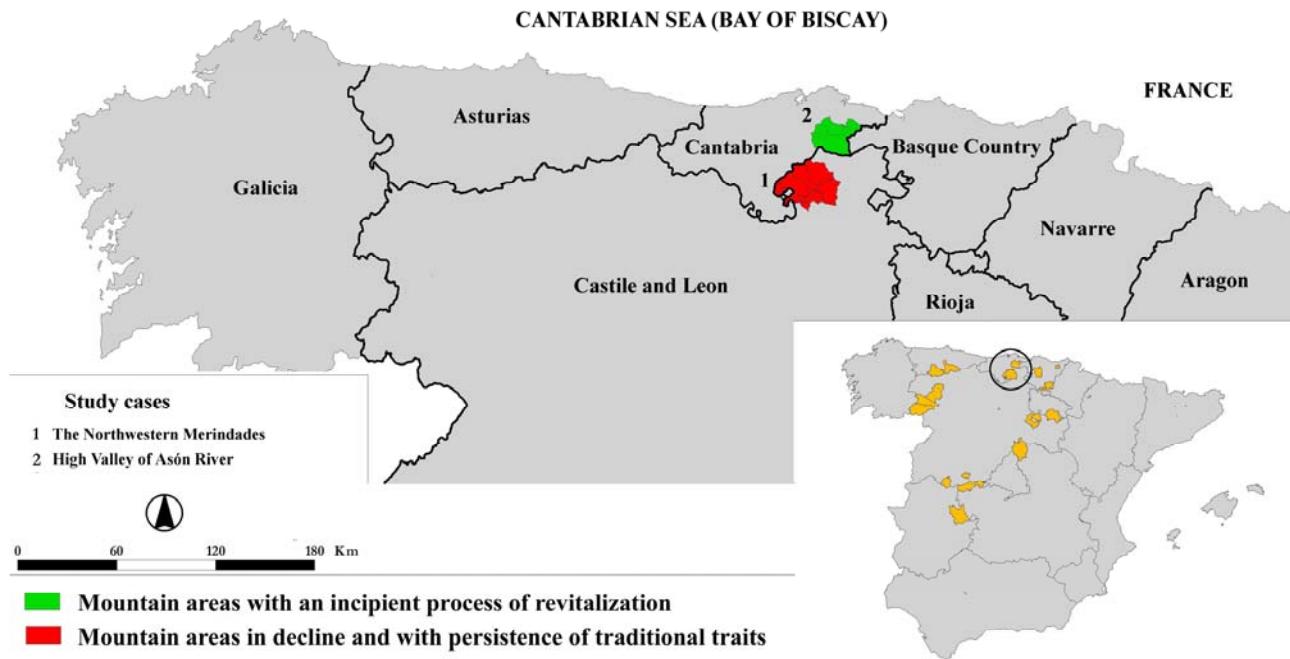 CANTABRIAN SEA (BAY OF BISCAY)
FRANCE
Asturias
2
Cantabria
Basque Country
Galicia
1
Navarre
Castile and Leon
Rioja
Aragon
Study cases
1 The Northwestern Merindades
2 High Valley of Asón River
0 60 120 180 Km
Mountain areas with an incipient process of revitalization
Mountain areas in decline and with persistence of traditional traits